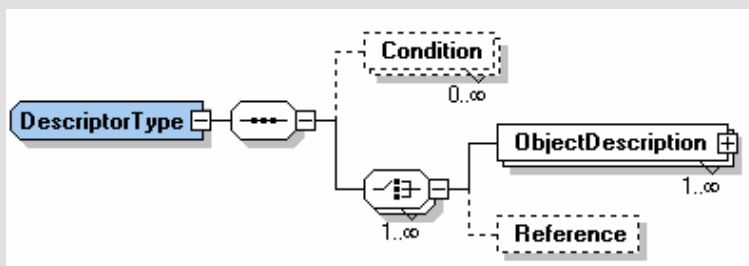 Condition
0..∞
DescriptorType
ObjectDescription
1..∞
1..∞
Reference